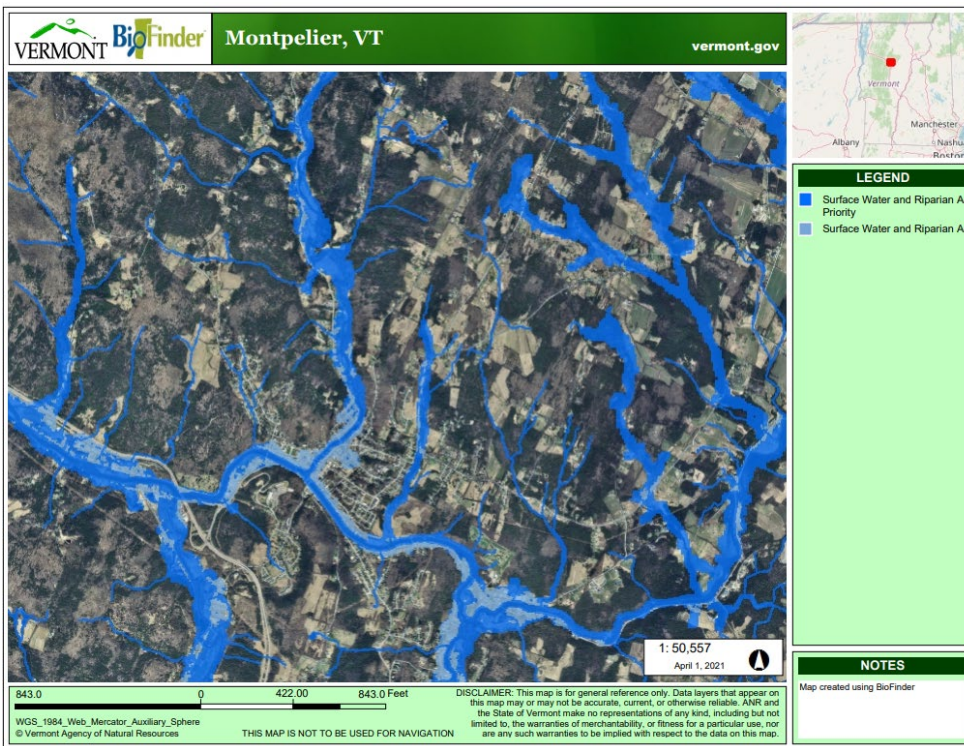 VERMONT
BioFinder
Montpelier, VT
vermont.gov
Vermont
Manchester
Albany
Nashu
Boston
LEGEND
Surface Water and Riparian A
Priority
Surface Water and Riparian A
1: 50,557
April 1, 2021
NOTES
Map created using BioFinder
843.0 0 422.00 843.0 Feet
WGS_1984_Web_Mercator_Auxiliary_Sphere
© Vermont Agency of Natural Resources
THIS MAP IS NOT TO BE USED FOR NAVIGATION
DISCLAIMER: This map is for general reference only. Data layers that appear on
this map may or may not be accurate, current, or otherwise reliable. ANR and
the State of Vermont make no representations of any kind, including but not
limited to, the warranties of merchantability, or fitness for a particular use, nor
are any such warranties to be implied with respect to the data on this map.